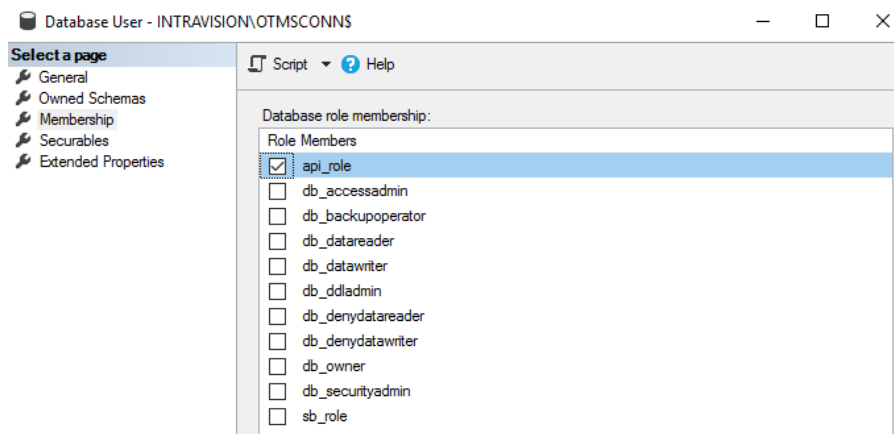 Database User - INTRAVISION\OTMSCONN$
Select a page
General
Owned Schemas
Membership
Securables
Extended Properties
Script
Help
Database role membership:
Role Members
api_role
db_accessadmin
db_backupoperator
db_datareader
db_datawriter
db_ddladmin
db_denydatareader
db_denydatawriter
db_owner
db_securityadmin
sb_role